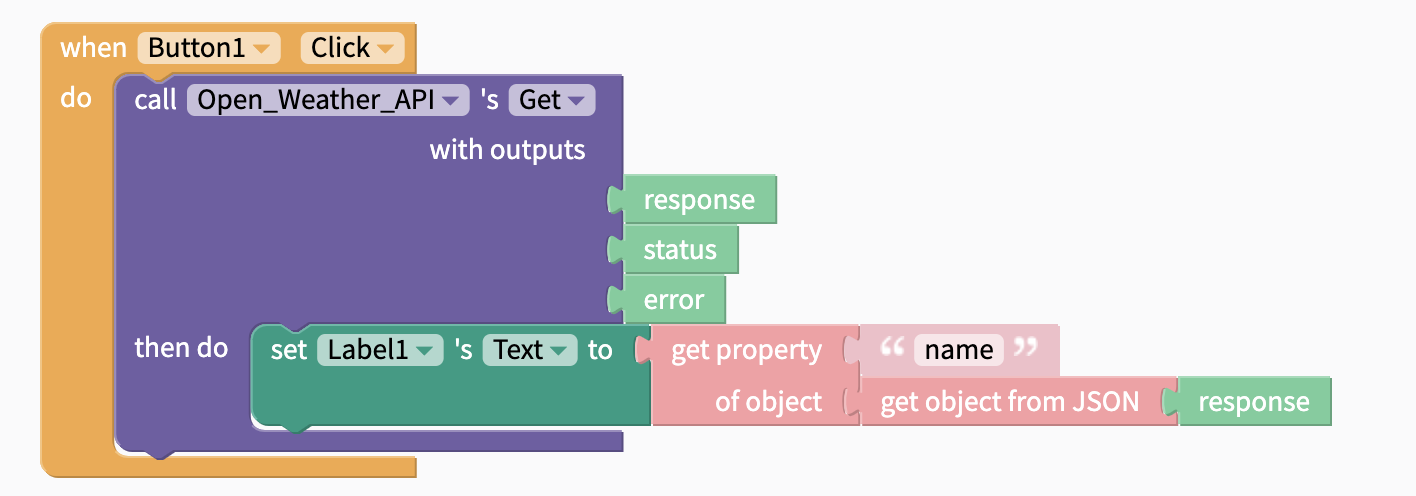 when Button1 Click
do call Open_Weather_API 's Get
with outputs
response
status
error
then do set Label1 's Text to get property “ name ”
of object get object from JSON response